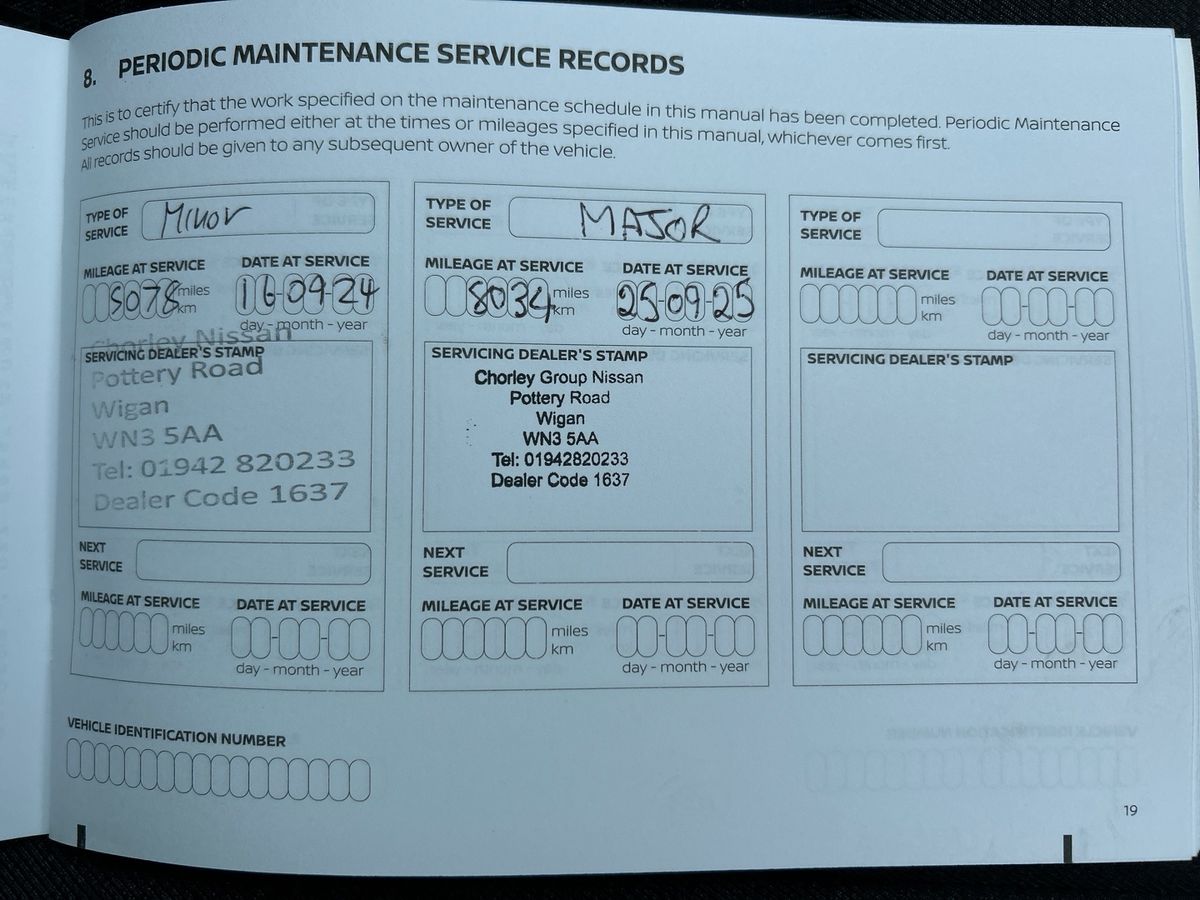 8. PERIODIC MAINTENANCE SERVICE RECORDS
This is to certify that the work specified on the maintenance schedule in this manual has been completed. Periodic Maintenance
Service should be performed either at the times or mileages specified in this manual, whichever comes first.
All records should be given to any subsequent owner of the vehicle.
TYPE OF
SERVICE
Minor
MILEAGE AT SERVICE
DATE AT SERVICE
5078
miles
km
16-09-24
day - month - year
Chorley Nissan
SERVICING DEALER'S STAMP
Pottery Road
Wigan
WN3 5AA
Tel: 01942 820233
Dealer Code 1637
NEXT
SERVICE
MILEAGE AT SERVICE
DATE AT SERVICE
miles
km
day - month - year
TYPE OF
SERVICE
MAJOR
MILEAGE AT SERVICE
DATE AT SERVICE
8034
miles
km
25-09-25
day - month - year
SERVICING DEALER'S STAMP
Chorley Group Nissan
Pottery Road
Wigan
WN3 5AA
Tel: 01942820233
Dealer Code 1637
NEXT
SERVICE
MILEAGE AT SERVICE
DATE AT SERVICE
miles
km
day - month - year
TYPE OF
SERVICE
MILEAGE AT SERVICE
DATE AT SERVICE
miles
km
day - month - year
SERVICING DEALER'S STAMP
NEXT
SERVICE
MILEAGE AT SERVICE
DATE AT SERVICE
miles
km
day - month - year
VEHICLE IDENTIFICATION NUMBER
19